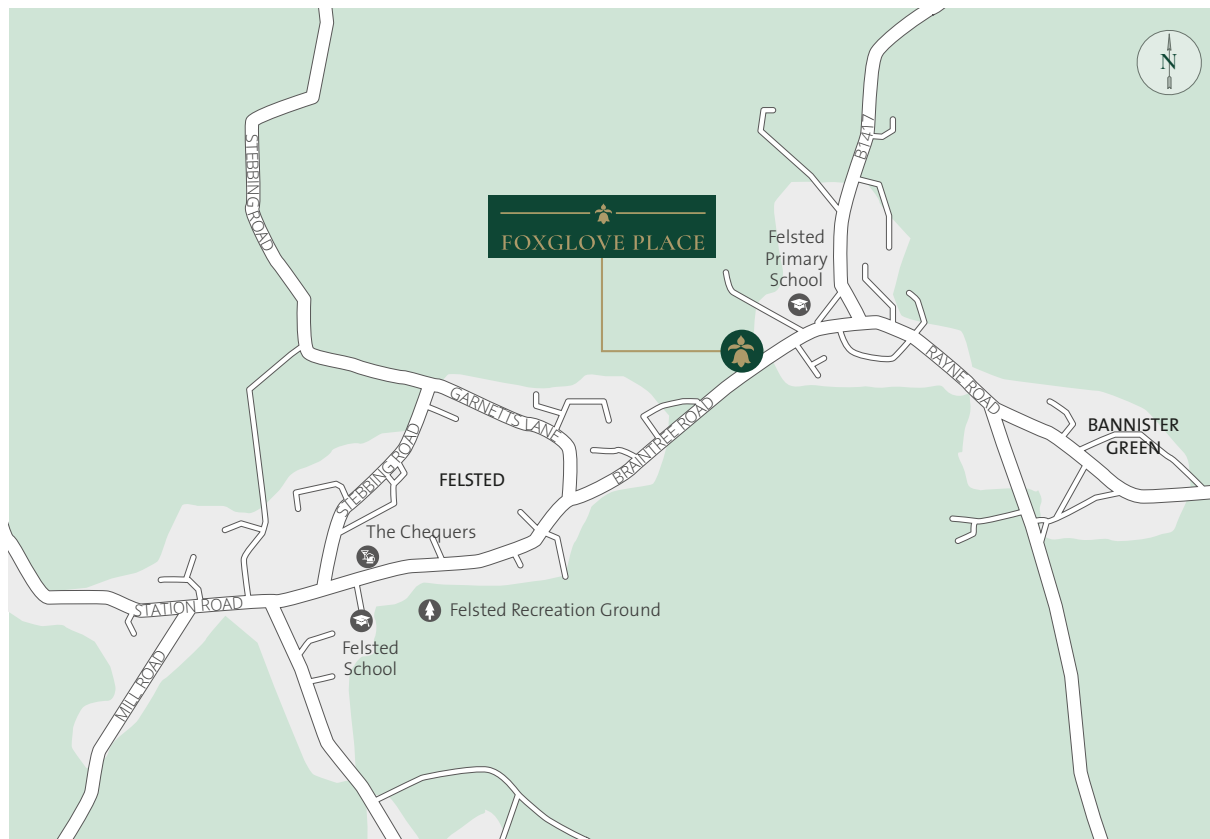 N
B1417
STEBBING ROAD
FOXGLOVE PLACE
Felsted
Primary
School
RAYNE ROAD
GARNETTS LANE
BRAINTREE ROAD
BANNISTER
GREEN
STEBBING ROAD
FELSTED
The Chequers
STATION ROAD
Felsted Recreation Ground
Felsted
School
MILL ROAD